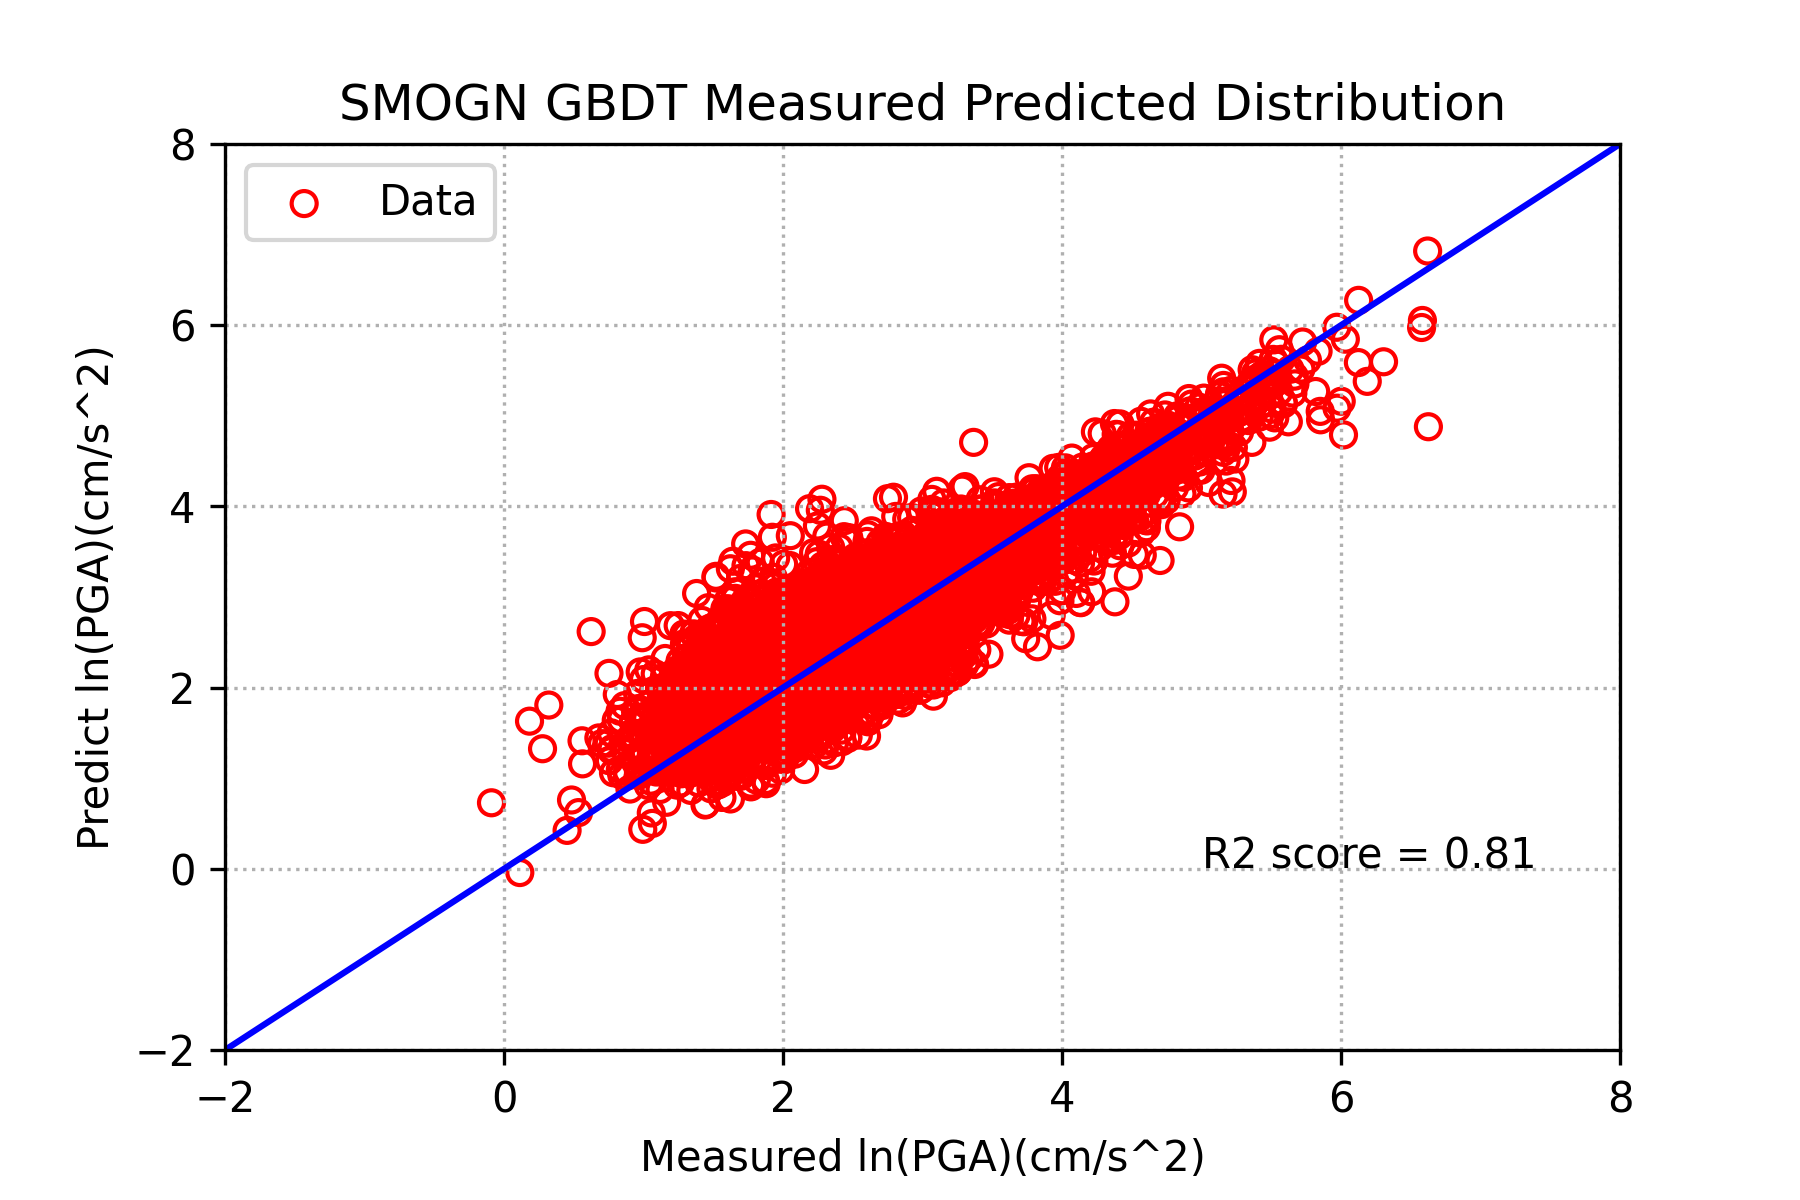 SMOGN GBDT Measured Predicted Distribution
8
Data
6
4
2
0
−2
Predict ln(PGA)(cm/s^2)
R2 score = 0.81
−2 0 2 4 6 8
Measured ln(PGA)(cm/s^2)